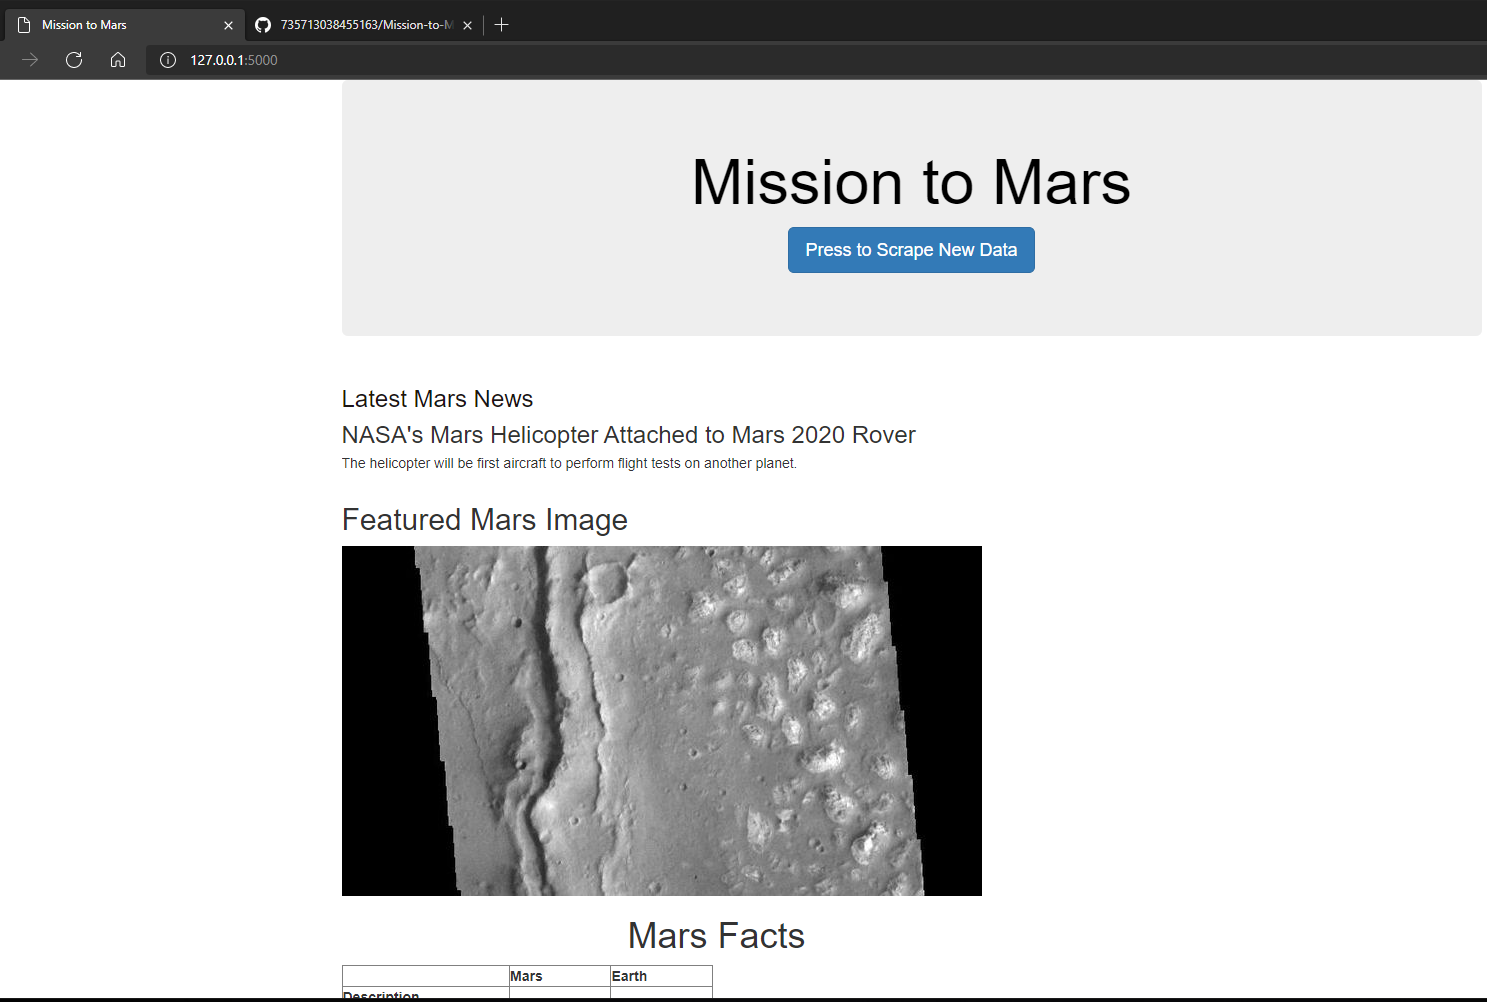 Mission to Mars
735713038455163/Mission-to-M
127.0.0.1:5000
Mission to Mars
Press to Scrape New Data
Latest Mars News
NASA's Mars Helicopter Attached to Mars 2020 Rover
The helicopter will be first aircraft to perform flight tests on another planet.
Featured Mars Image
Mars Facts
Mars Earth
Description